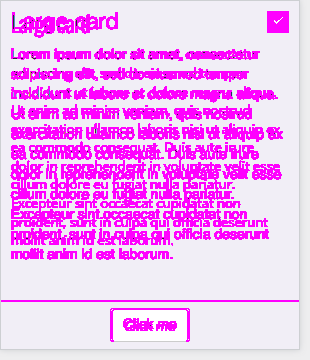 Large card
Lorem ipsum dolor sit amet, consectetur
adipiscing elit, sed do eiusmod tempor
incididunt ut labore et dolore magna aliqua.
Ut enim ad minim veniam, quis nostrud
exercitation ullamco laboris nisi ut aliquip ex
ea commodo consequat. Duis aute irure
dolor in reprehenderit in voluptate velit esse
cillum dolore eu fugiat nulla pariatur.
Excepteur sint occaecat cupidatat non
proident, sunt in culpa qui officia deserunt
mollit anim id est laborum.
Click me